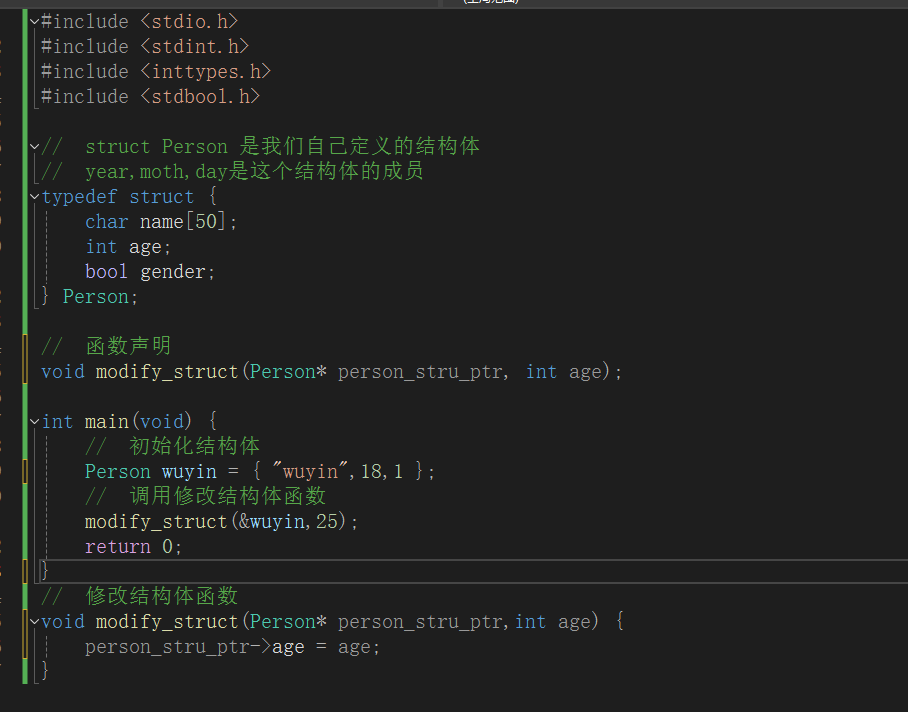 #include <stdio.h>
#include <stdint.h>
#include <inttypes.h>
#include <stdbool.h>
// struct Person 是我们自己定义的结构体
// year,moth,day是这个结构体的成员
typedef struct {
char name[50];
int age;
bool gender;
} Person;
// 函数声明
void modify_struct(Person* person_stru_ptr, int age);
int main(void) {
// 初始化结构体
Person wuyin = { "wuyin",18,1 };
// 调用修改结构体函数
modify_struct(&wuyin,25);
return 0;
}
// 修改结构体函数
void modify_struct(Person* person_stru_ptr,int age) {
person_stru_ptr->age = age;
}